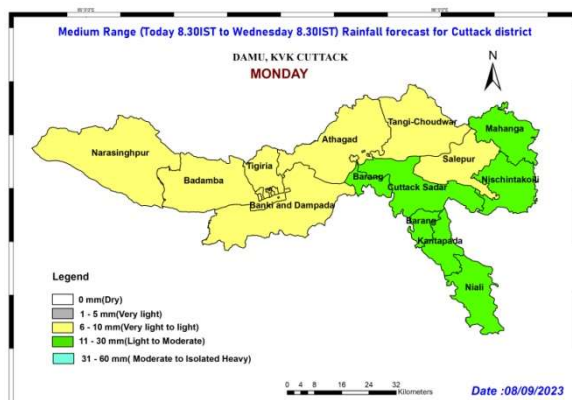 Medium Range (Today 8.30IST to Wednesday 8.30IST) Rainfall forecast for Cuttack district
DAMU, KVK CUTTACK
MONDAY
N
Tangi-Choudwar
Mahanga
Athagad
Narasinghpur
Salepur
Tigiria
Badamba
Barang
Nischintakoili
Cuttack Sadar
Banki and Dampada
Barang
Kantapada
Niali
Legend
0 mm(Dry)
1 - 5 mm(Very light)
6 - 10 mm(Very light to light)
11 - 30 mm(Light to Moderate)
31 - 60 mm( Moderate to Isolated Heavy)
0 4 8 16 24 32
Kilometers
Date :08/09/2023